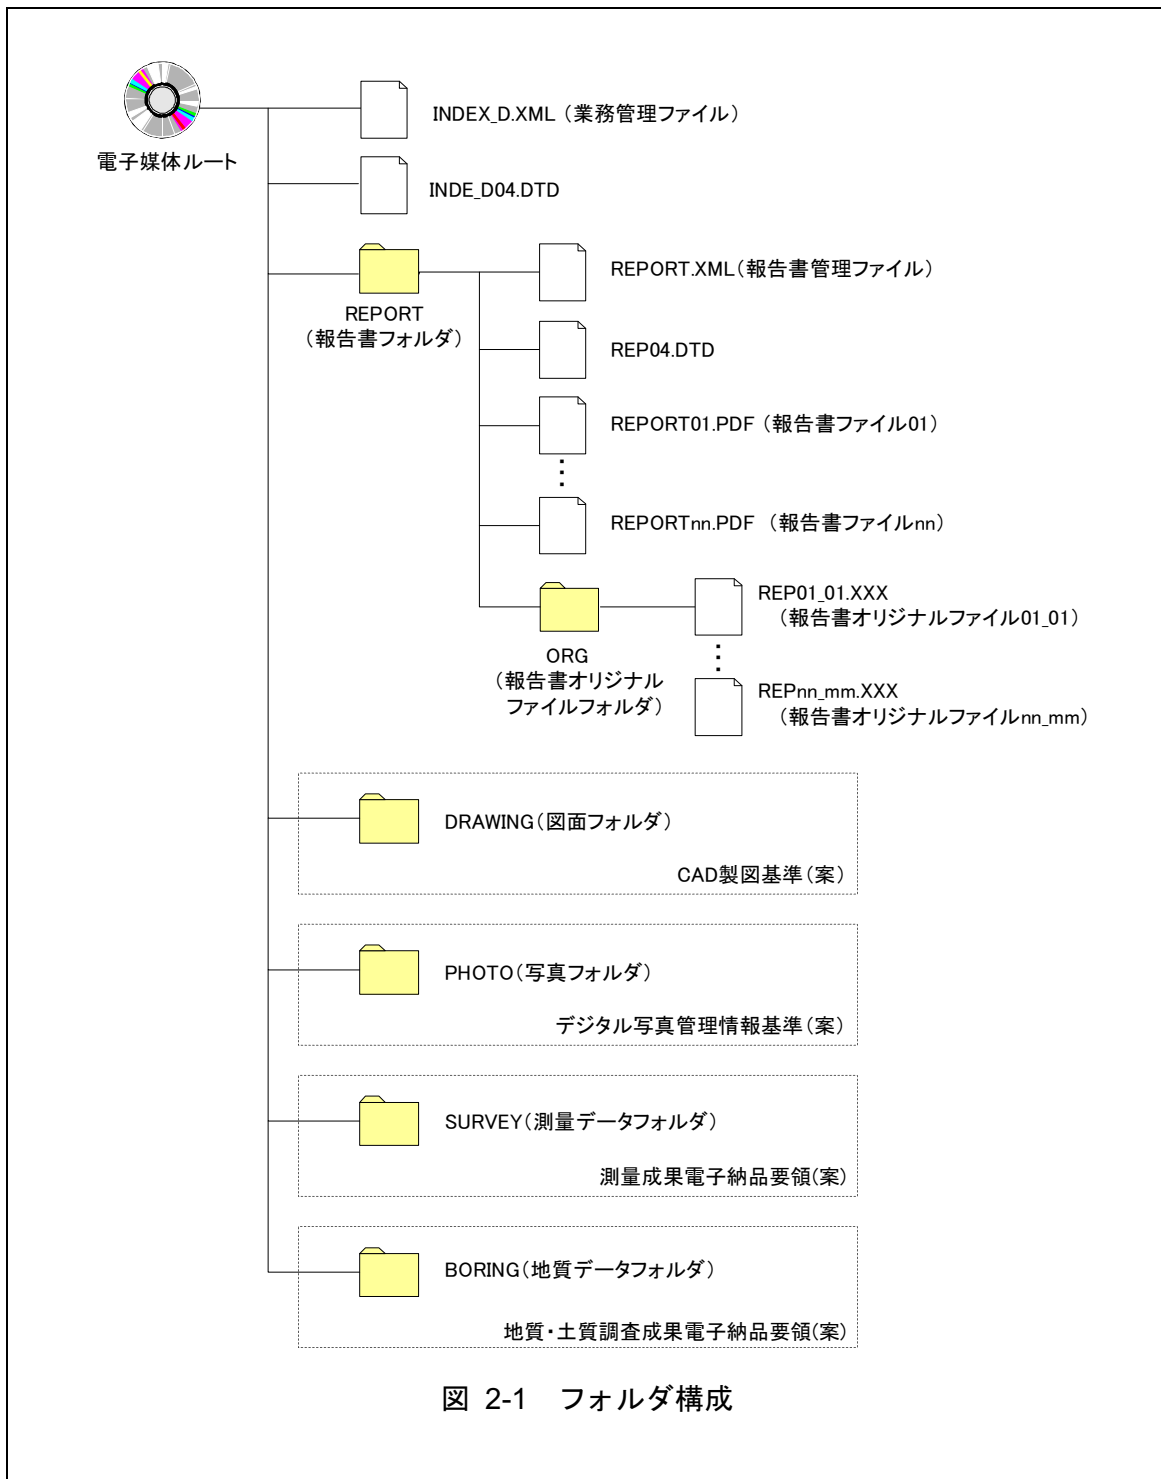 INDEX_D.XML（業務管理ファイル）
電子媒体ルート
INDE_D04.DTD
REPORT
（報告書フォルダ）
REPORT.XML（報告書管理ファイル）
REP04.DTD
REPORT01.PDF（報告書ファイル01）
REPORTnn.PDF （報告書ファイルnn）
ORG
（報告書オリジナル
ファイルフォルダ）
REP01_01.XXX
（報告書オリジナルファイル01_01）
REPnn_mm.XXX
（報告書オリジナルファイルnn_mm）
DRAWING（図面フォルダ）
CAD製図基準（案）
PHOTO（写真フォルダ）
デジタル写真管理情報基準（案）
SURVEY（測量データフォルダ）
測量成果電子納品要領(案)
BORING（地質データフォルダ）
地質・土質調査成果電子納品要領(案)
図 2-1　フォルダ構成